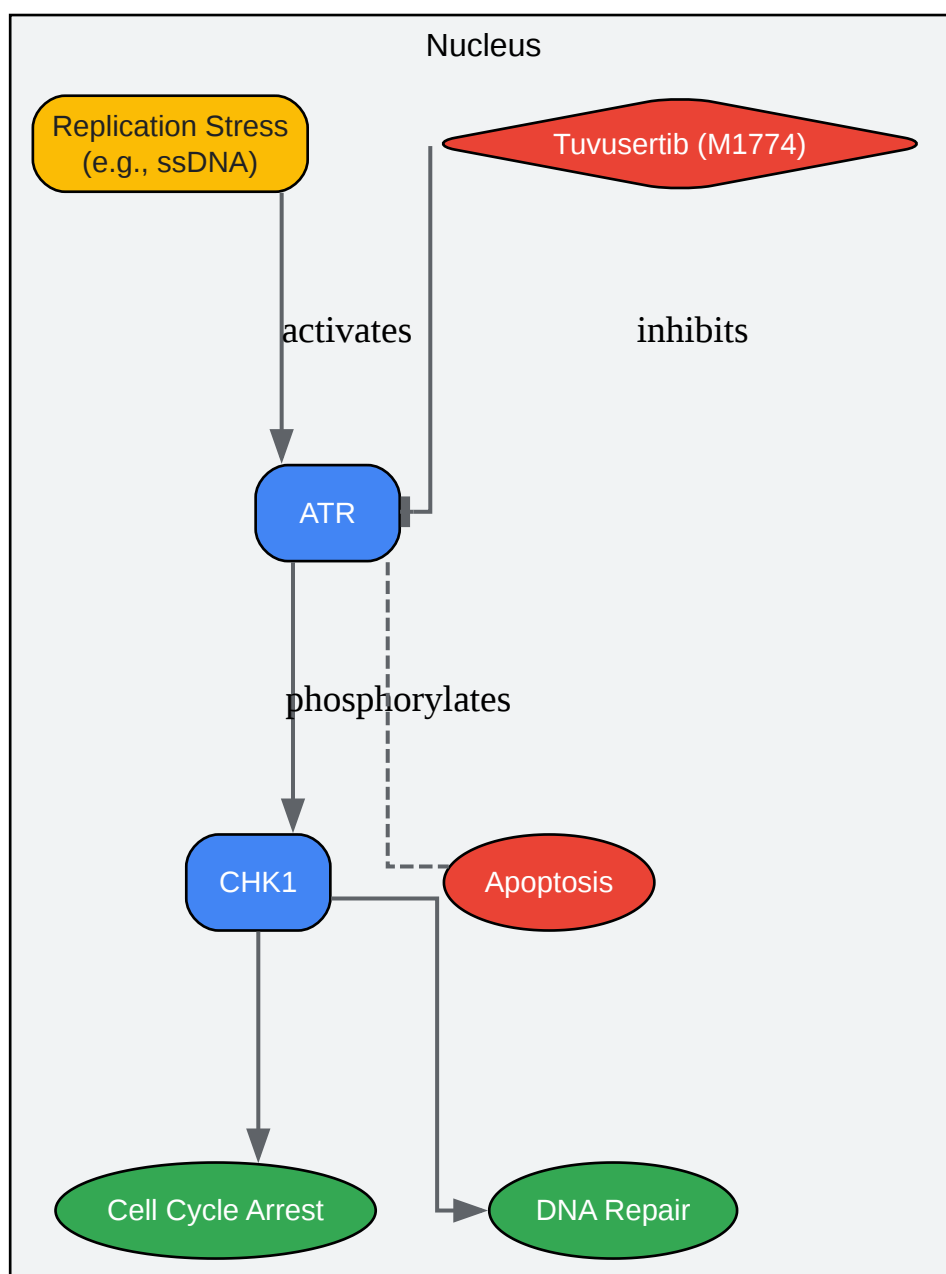 Nucleus
Replication Stress
(e.g., ssDNA)
Tuvusertib (M1774)
activates
inhibits
ATR
phosphorylates
CHK1
Apoptosis
Cell Cycle Arrest
DNA Repair